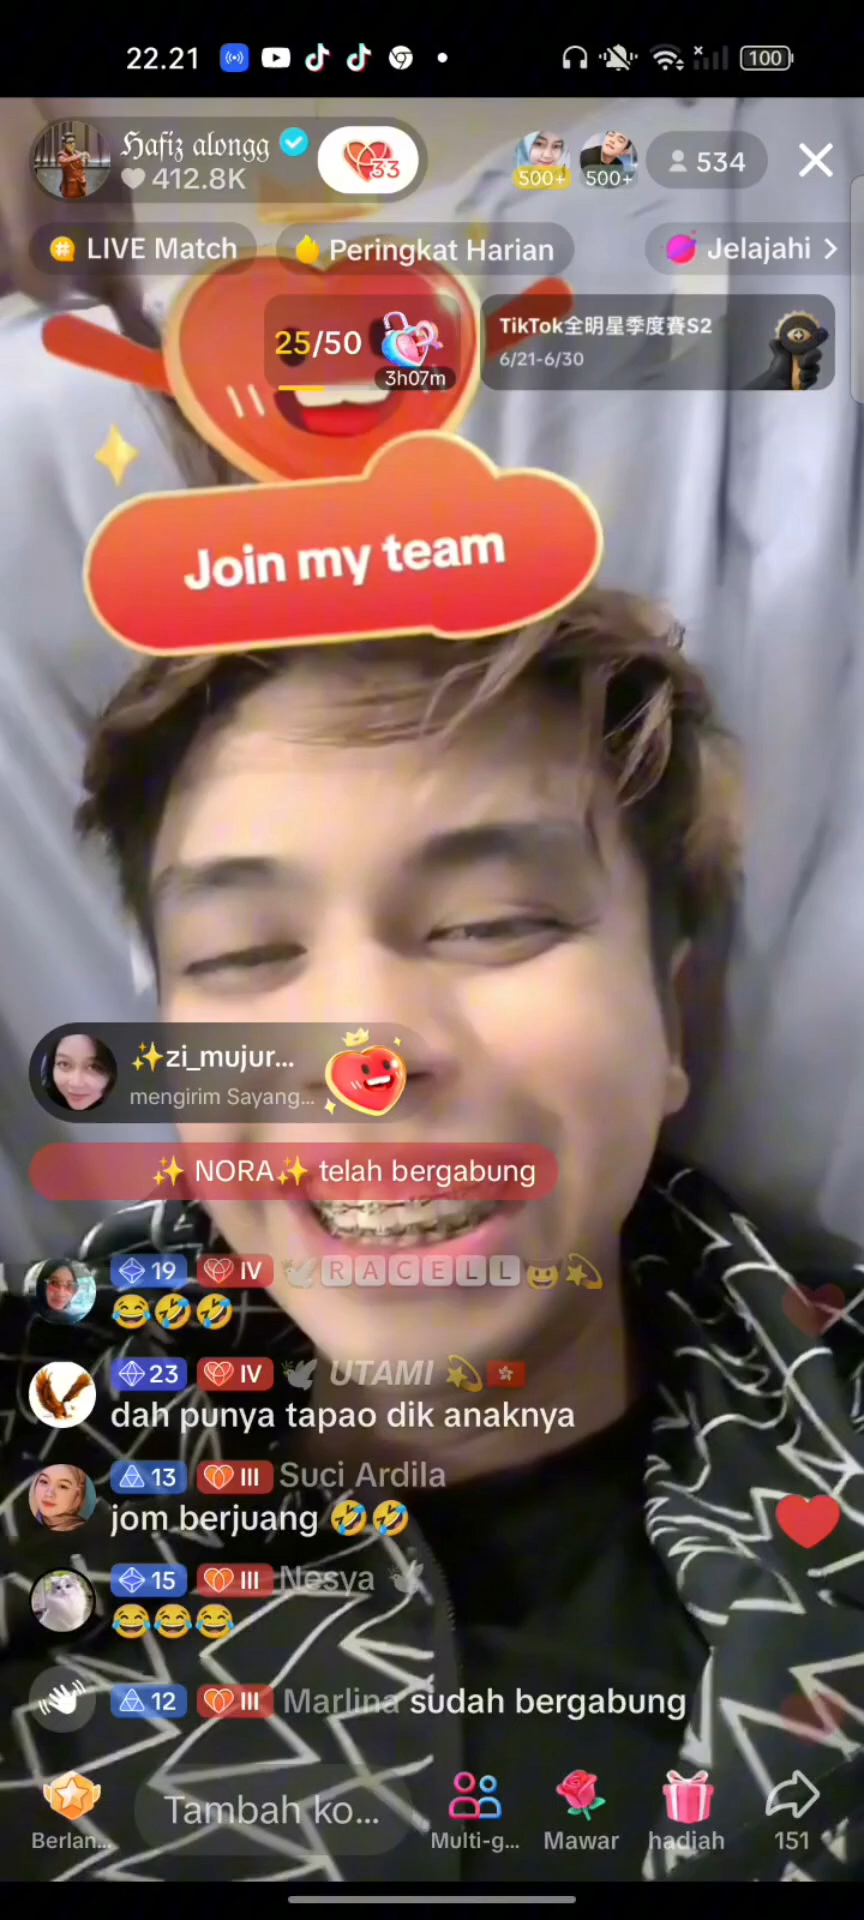 22.21
100
ℌafiz alongg
412.8K
33
500+
500+
534
LIVE Match
Peringkat Harian
Jelajahi >
25/50
3h07m
TikTok全明星季度賽S2
6/21-6/30
Join my team
✨zi_mujur...
mengirim Sayang...
✨ NORA✨ telah bergabung
19 IV 🕊️🆁🅰🅲🅴🅻🅻😈💫
😂🤣🤣
23 IV 🕊️ UTAMI 💫🇭🇰
dah punya tapao dik anaknya
13 III Suci Ardila
jom berjuang 🤣🤣
15 III Nesya 🕊️
😂😂😂
12 III Marlina sudah bergabung
Berlan...
Tambah ko...
Multi-g...
Mawar
hadiah
151